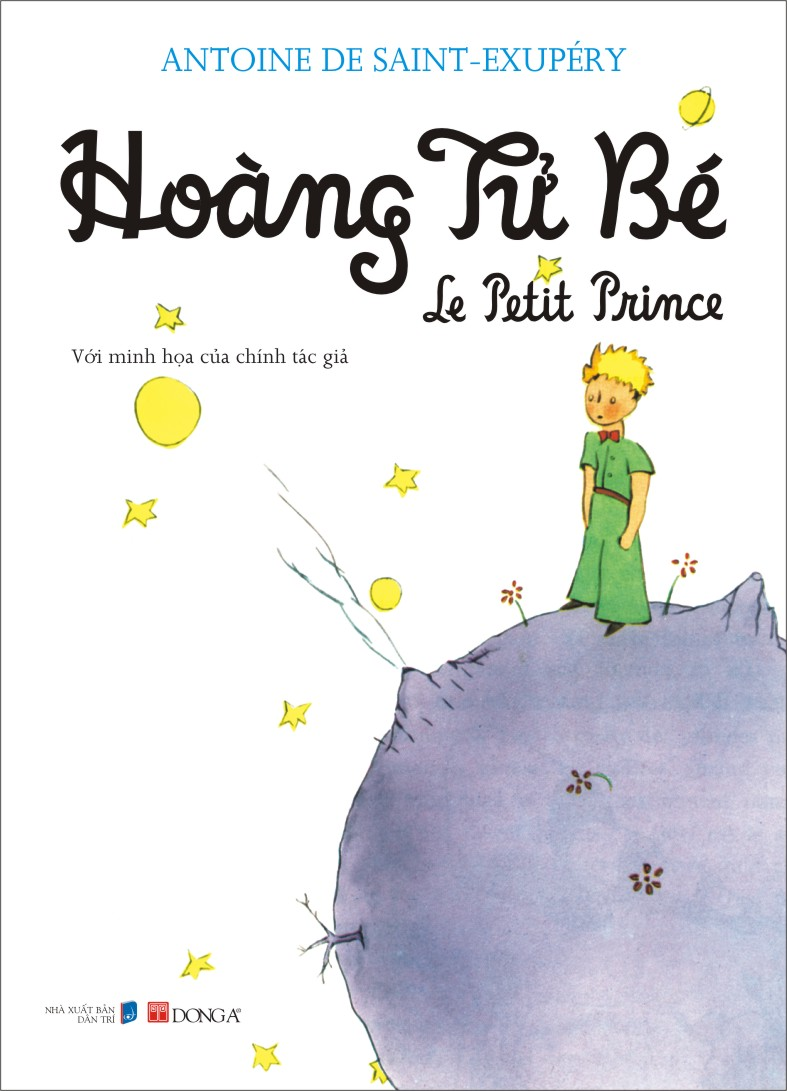 ANTOINE DE SAINT-EXUPÉRY
Hoàng Tử Bé
Le Petit Prince
Với minh họa của chính tác giả
NHÀ XUẤT BẢN
DÂN TRÍ
DONG A®